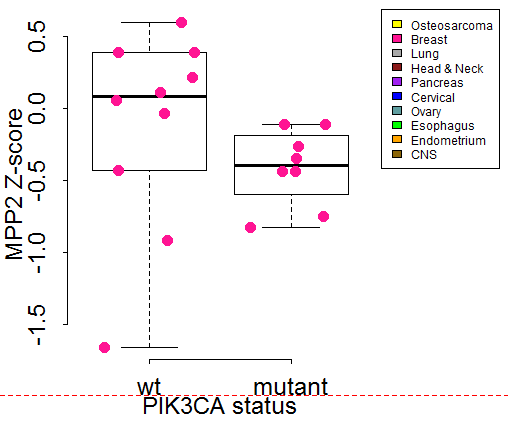 MPP2 Z-score
0.5
0.0
-0.5
-1.0
-1.5
wt
mutant
PIK3CA status
Osteosarcoma
Breast
Lung
Head & Neck
Pancreas
Cervical
Ovary
Esophagus
Endometrium
CNS